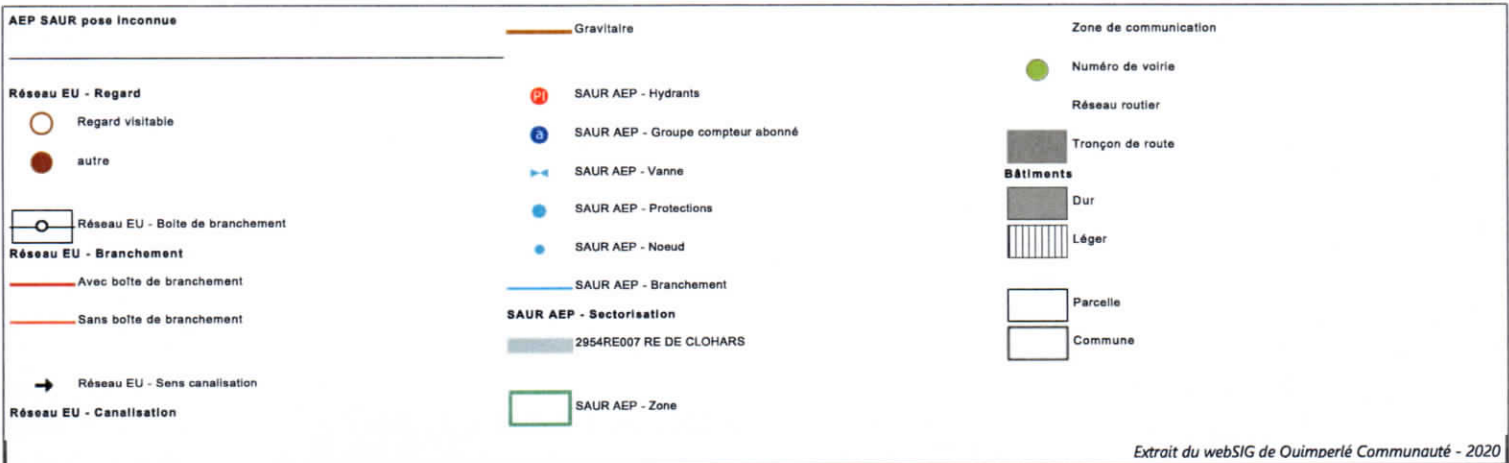 AEP SAUR pose inconnue
Réseau EU - Regard
Regard visitable
autre
Réseau EU - Boîte de branchement
Réseau EU - Branchement
Avec boîte de branchement
Sans boîte de branchement
Réseau EU - Sens canalisation
Réseau EU - Canalisation
Gravitaire
PI
SAUR AEP - Hydrants
a
SAUR AEP - Groupe compteur abonné
SAUR AEP - Vanne
SAUR AEP - Protections
SAUR AEP - Noeud
SAUR AEP - Branchement
SAUR AEP - Sectorisation
2954RE007 RE DE CLOHARS
SAUR AEP - Zone
Zone de communication
Numéro de voirie
Réseau routier
Tronçon de route
Bâtiments
Dur
Léger
Parcelle
Commune
Extrait du webSIG de Quimperlé Communauté - 2020